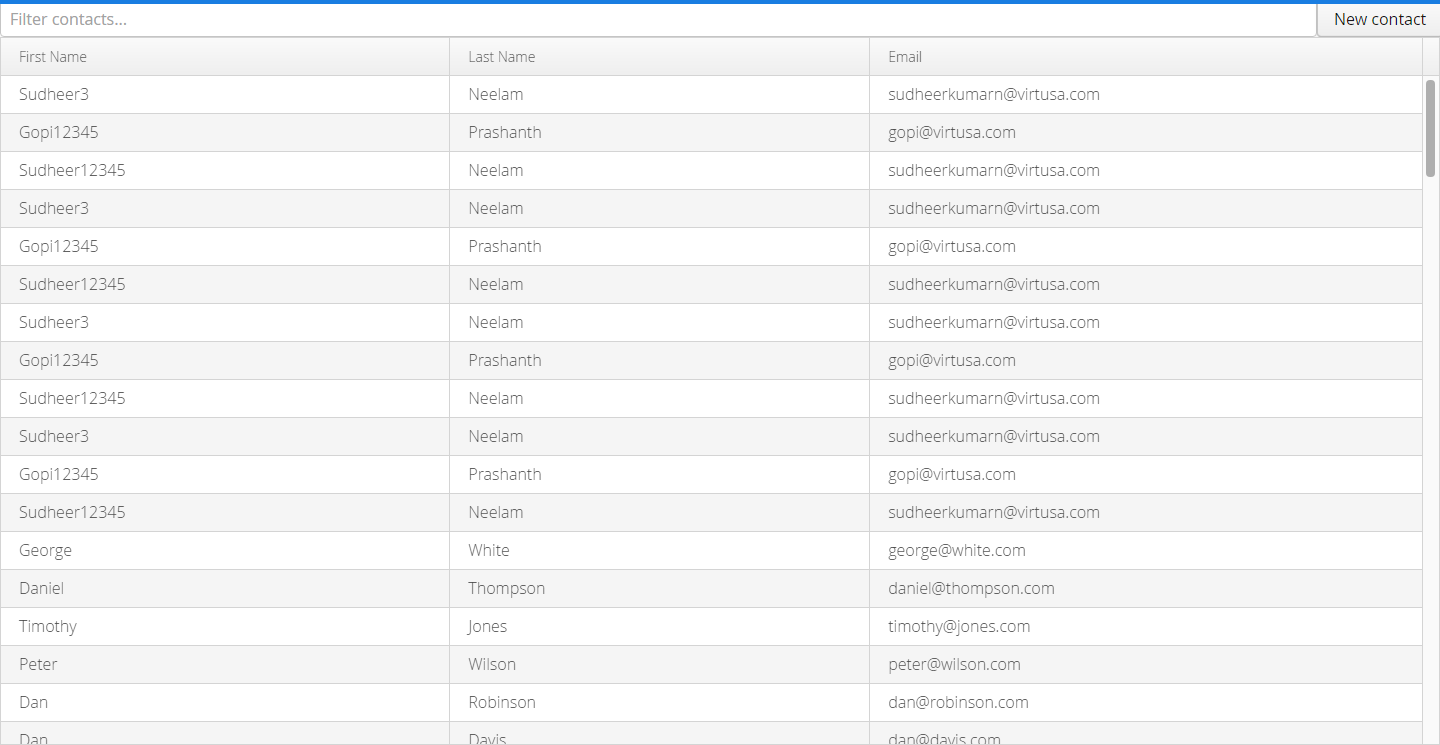 Filter contacts... New contact
First Name Last Name Email
Sudheer3 Neelam sudheerkumarn@virtusa.com
Gopi12345 Prashanth gopi@virtusa.com
Sudheer12345 Neelam sudheerkumarn@virtusa.com
Sudheer3 Neelam sudheerkumarn@virtusa.com
Gopi12345 Prashanth gopi@virtusa.com
Sudheer12345 Neelam sudheerkumarn@virtusa.com
Sudheer3 Neelam sudheerkumarn@virtusa.com
Gopi12345 Prashanth gopi@virtusa.com
Sudheer12345 Neelam sudheerkumarn@virtusa.com
Sudheer3 Neelam sudheerkumarn@virtusa.com
Gopi12345 Prashanth gopi@virtusa.com
Sudheer12345 Neelam sudheerkumarn@virtusa.com
George White george@white.com
Daniel Thompson daniel@thompson.com
Timothy Jones timothy@jones.com
Peter Wilson peter@wilson.com
Dan Robinson dan@robinson.com
Dan Davis dan@davis.com